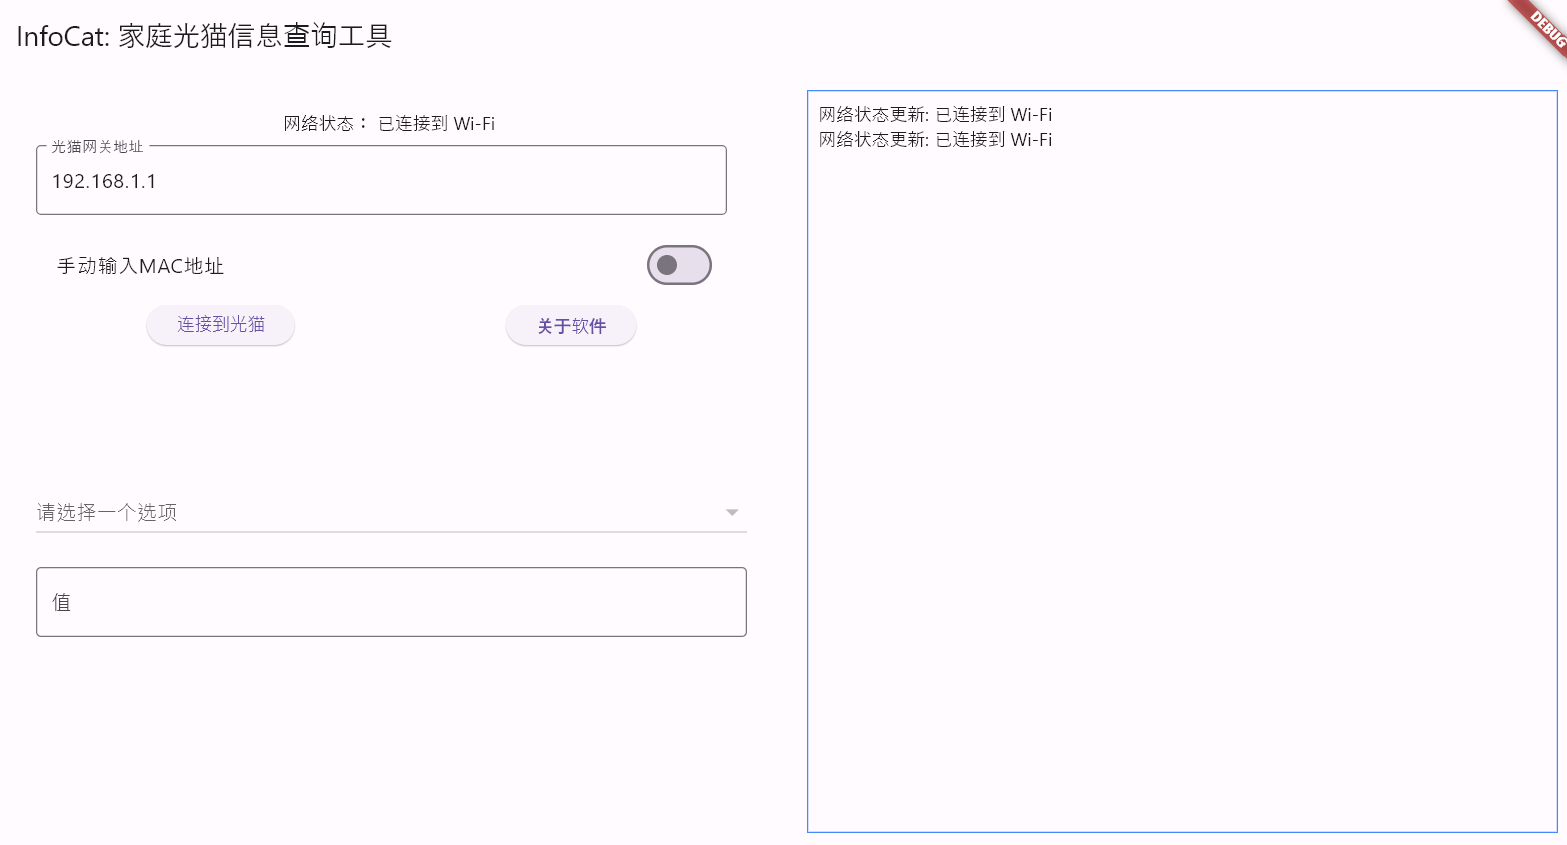 InfoCat: 家庭光猫信息查询工具
DEBUG
网络状态： 已连接到 Wi-Fi
光猫网关地址
192.168.1.1
手动输入MAC地址
连接到光猫
关于软件
请选择一个选项
值
网络状态更新: 已连接到 Wi-Fi
网络状态更新: 已连接到 Wi-Fi